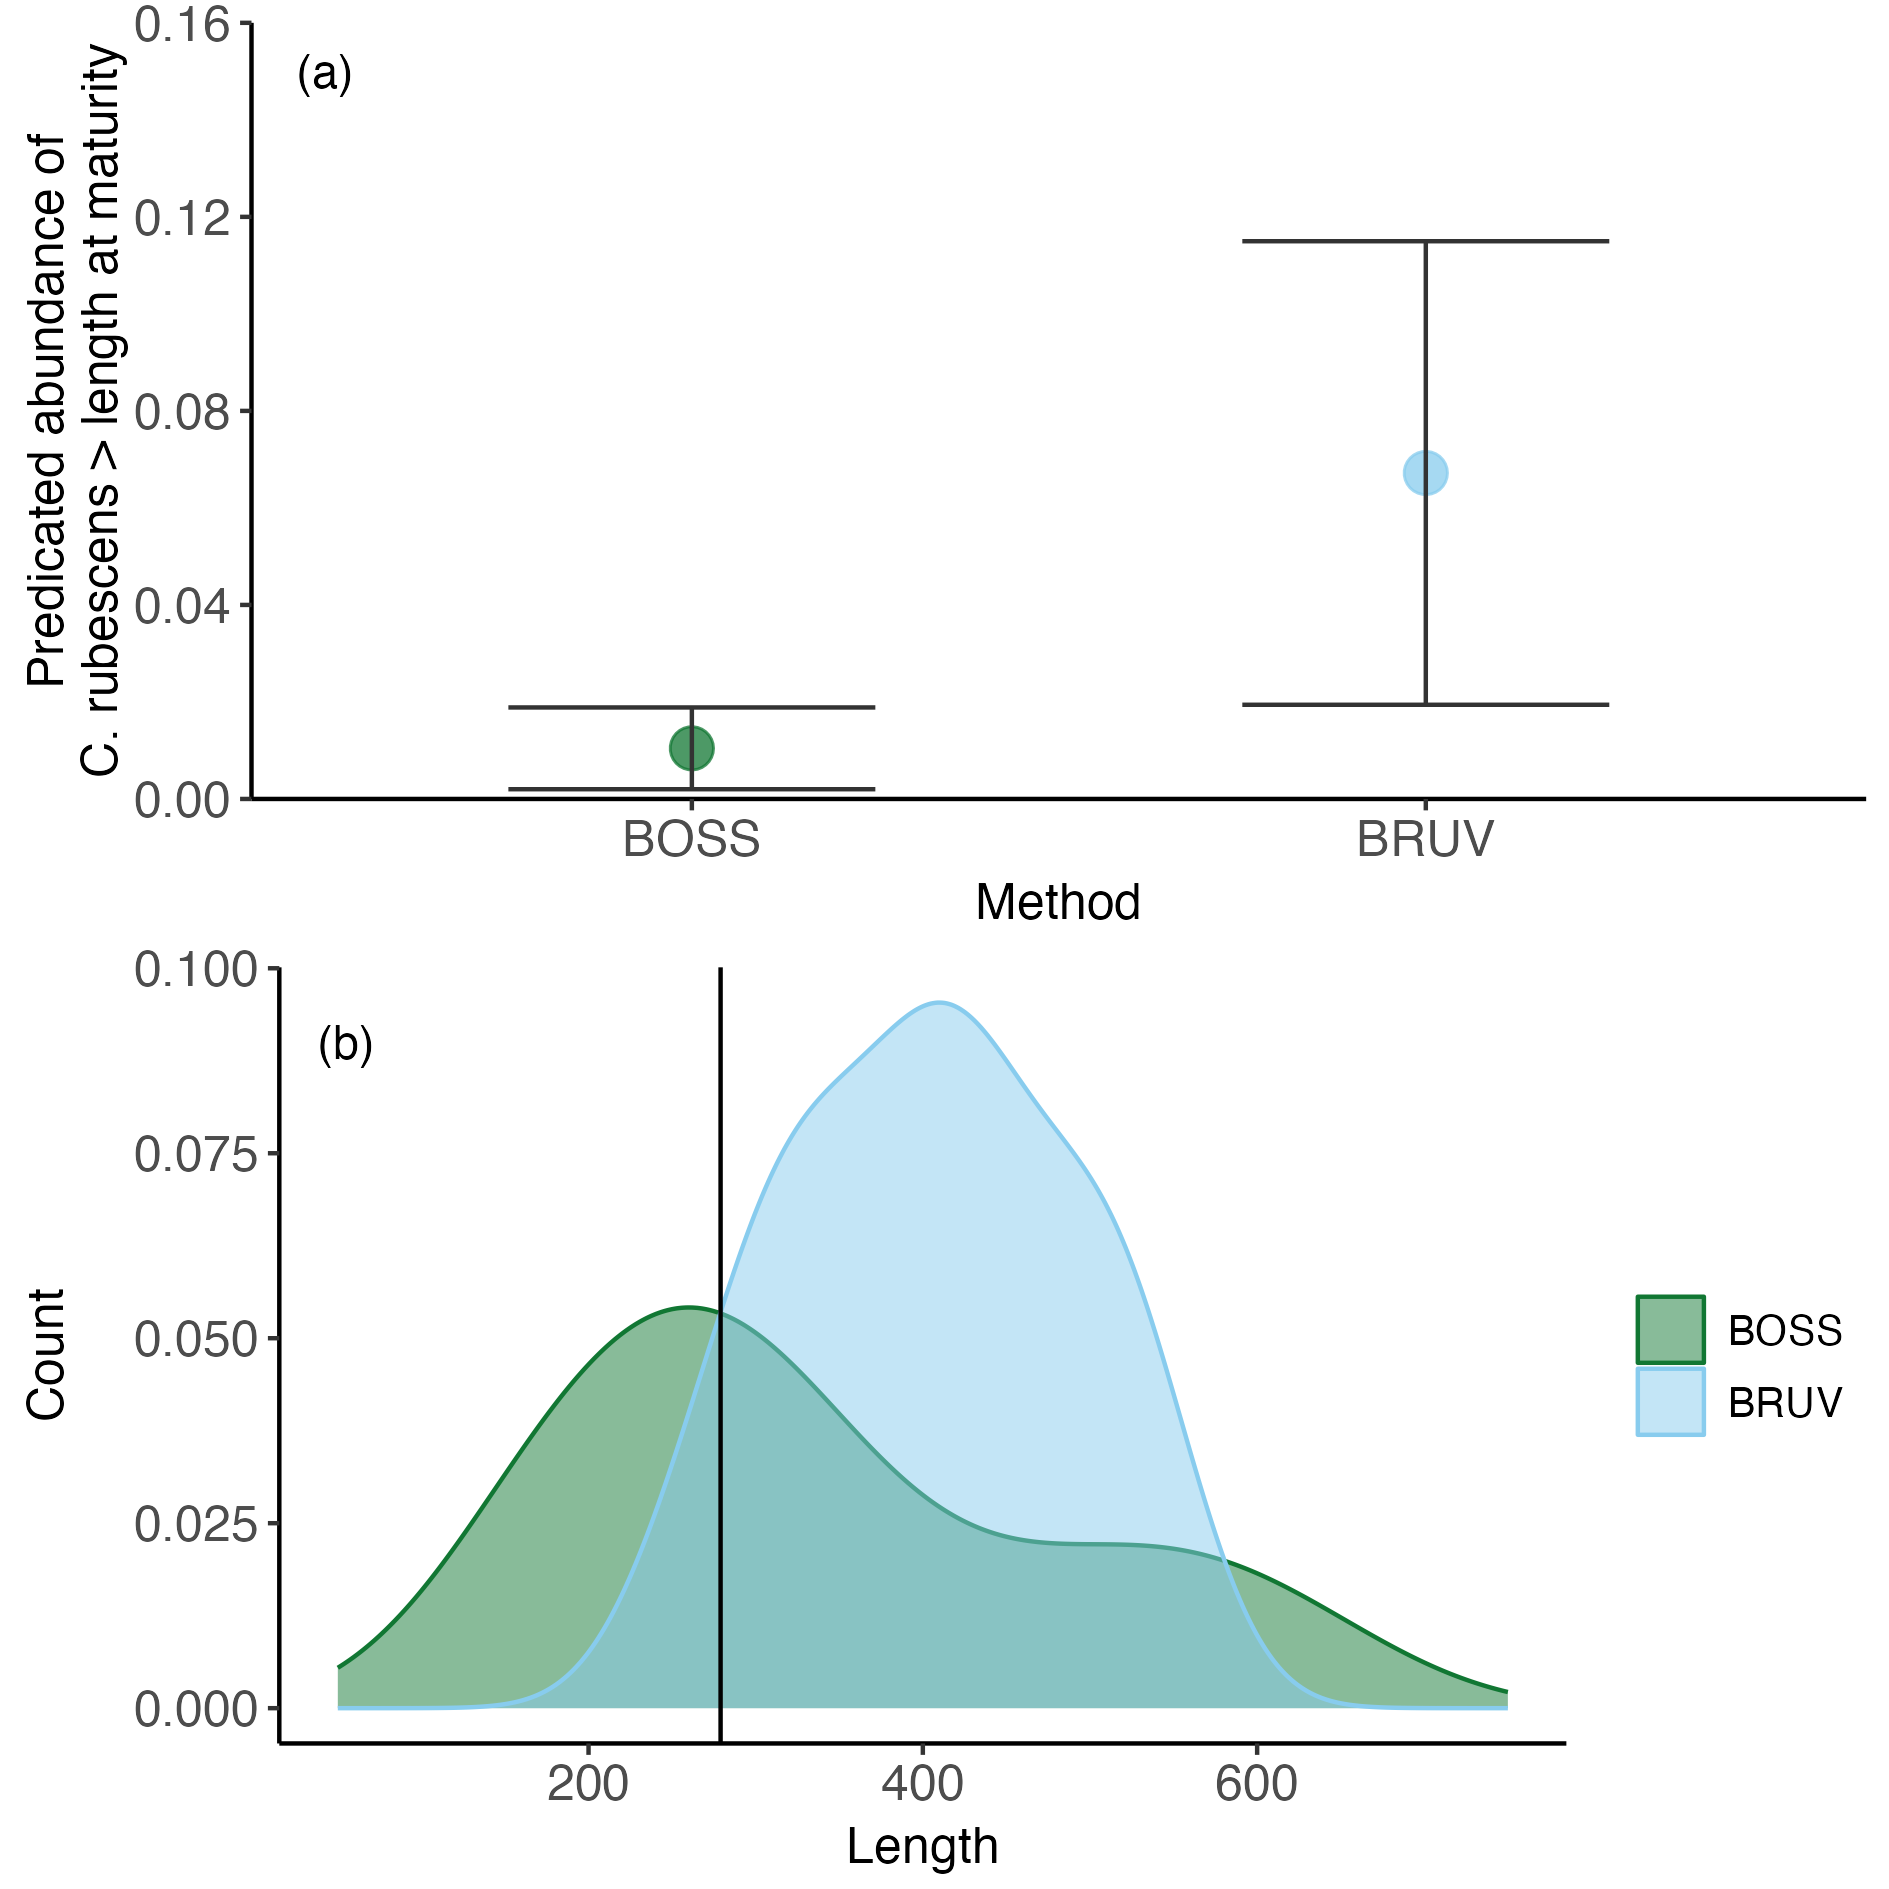 (a)
Predicated abundance of
C. rubescens > length at maturity
0.16
0.12
0.08
0.04
0.00
BOSS
BRUV
Method
(b)
Count
0.100
0.075
0.050
0.025
0.000
200
400
600
Length
BOSS
BRUV